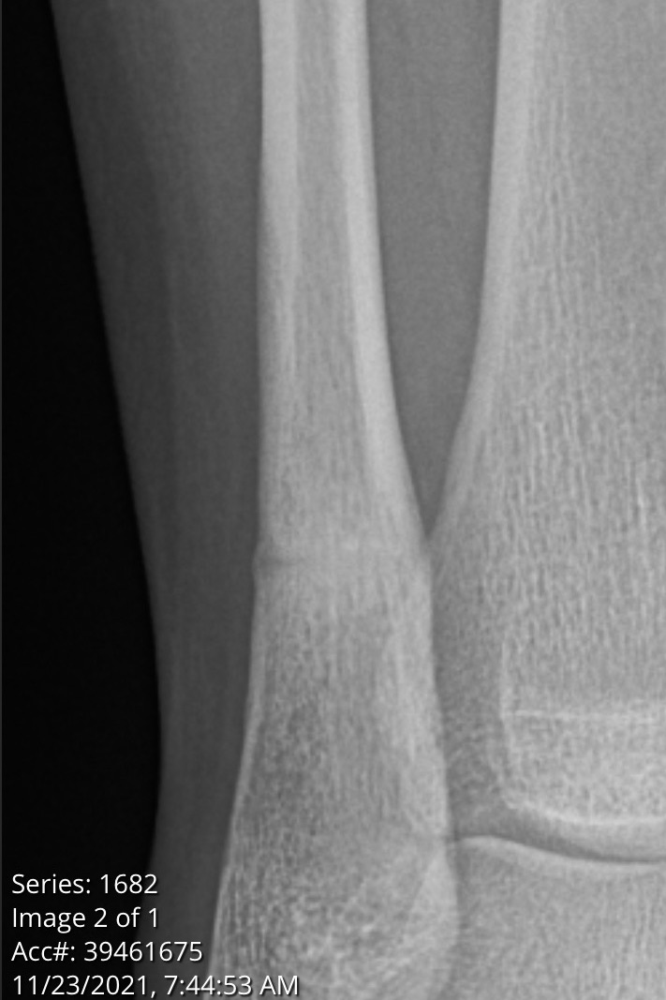 Series: 1682
Image 2 of 1
Acc#: 39461675
11/23/2021, 7:44:53 AM